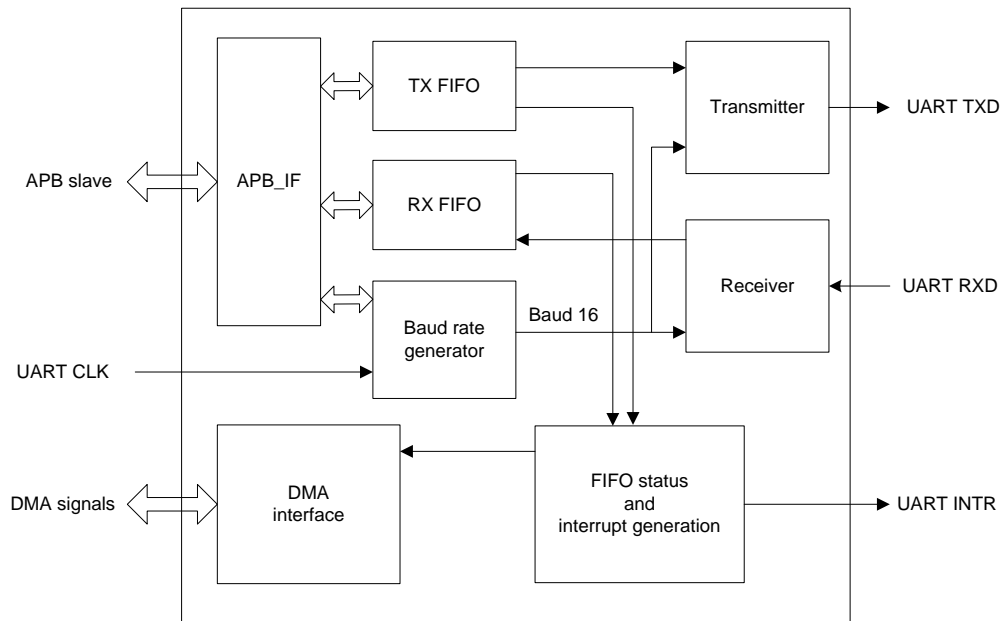 TX FIFO
Transmitter
UART TXD
APB slave
APB_IF
RX FIFO
Receiver
UART RXD
Baud rate
generator
Baud 16
UART CLK
DMA signals
DMA
interface
FIFO status
and
interrupt generation
UART INTR